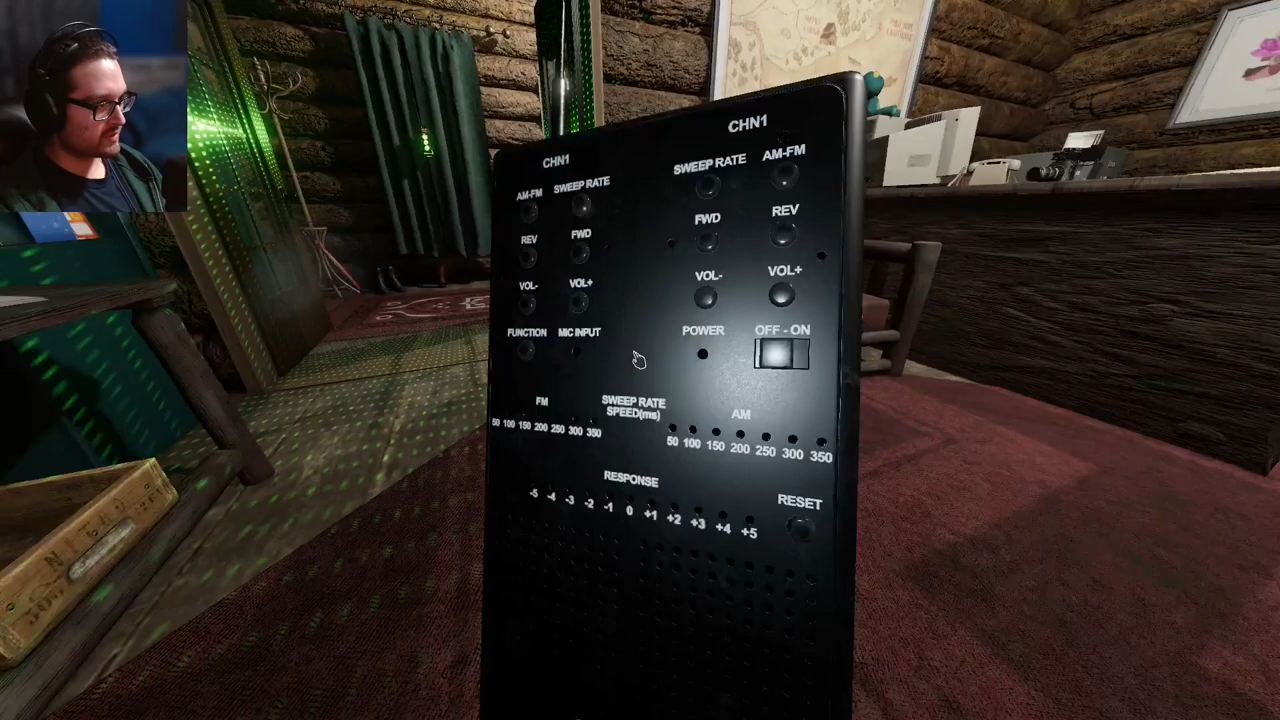 CHN1
CHN1
AM-FM SWEEP RATE
SWEEP RATE AM-FM
REV FWD
FWD REV
VOL- VOL+
VOL- VOL+
FUNCTION MIC INPUT
POWER OFF - ON
FM
SWEEP RATE
SPEED(ms)
AM
50 100 150 200 250 300 350
50 100 150 200 250 300 350
RESPONSE
-5 -4 -3 -2 -1 0 +1 +2 +3 +4 +5
RESET